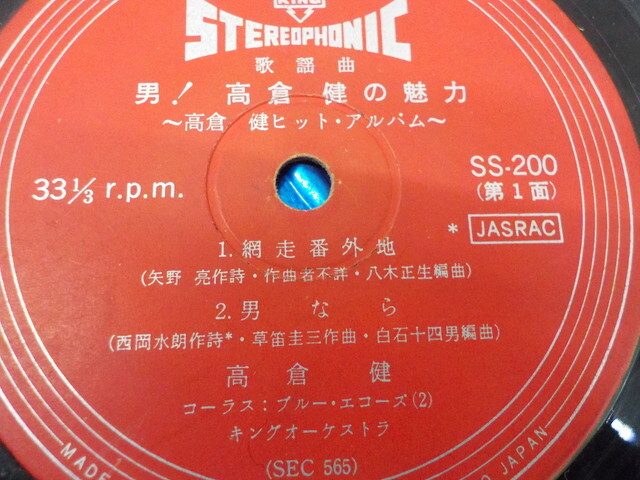 KING
STEREOPHONIC
歌謡曲
男! 高倉 健の魅力
~高倉 健ヒット・アルバム~
33 1/3 r.p.m.
SS-200
(第1面)
* JASRAC
1. 網走番外地
(矢野 亮作詩・作曲者不詳・八木正生編曲)
2. 男なら
(西岡水朗作詩*・草笛圭三作曲・白石十四男編曲)
高倉 健
コーラス:ブルー・エコーズ(2)
キングオーケストラ
(SEC 565)
MADE
JAPAN